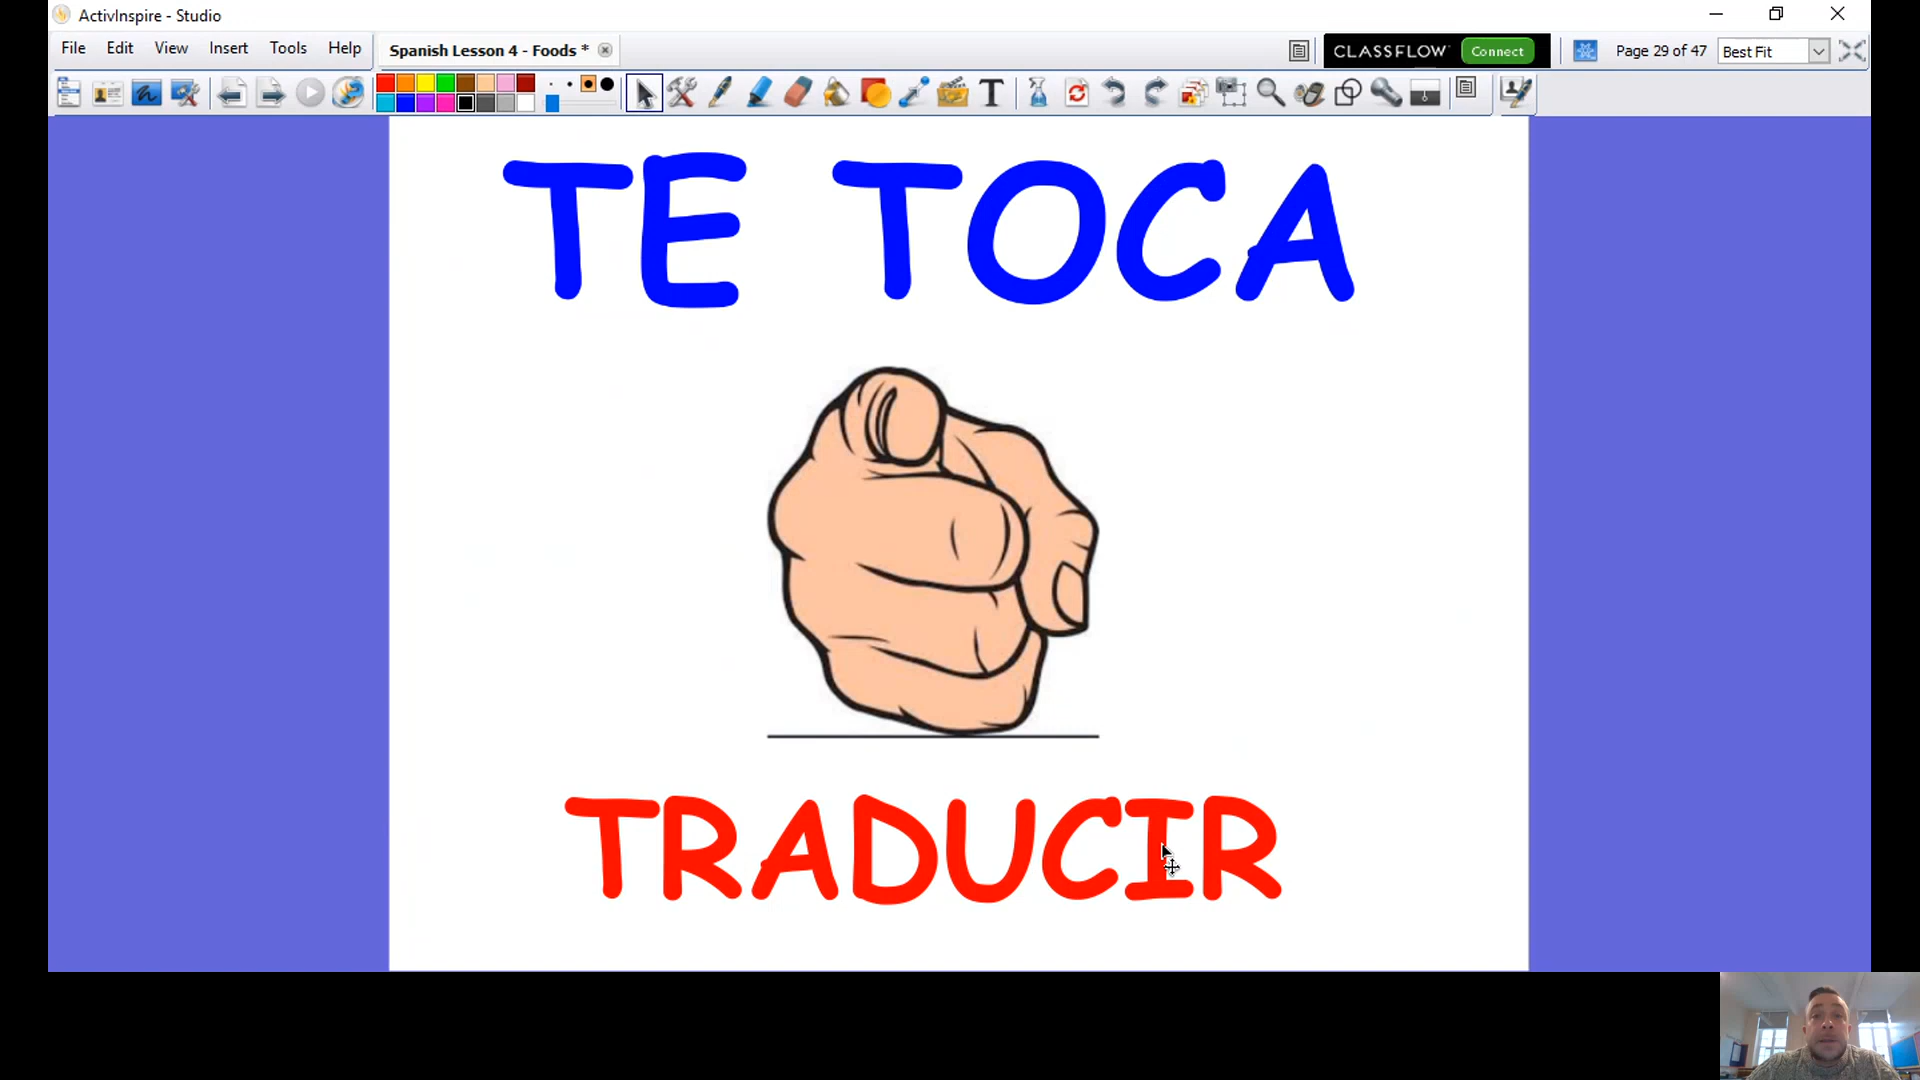 ActivInspire - Studio
File Edit View Insert Tools Help
Spanish Lesson 4 - Foods *
CLASSFLOW Connect
Page 29 of 47
Best Fit
TE TOCA
TRADUCIR